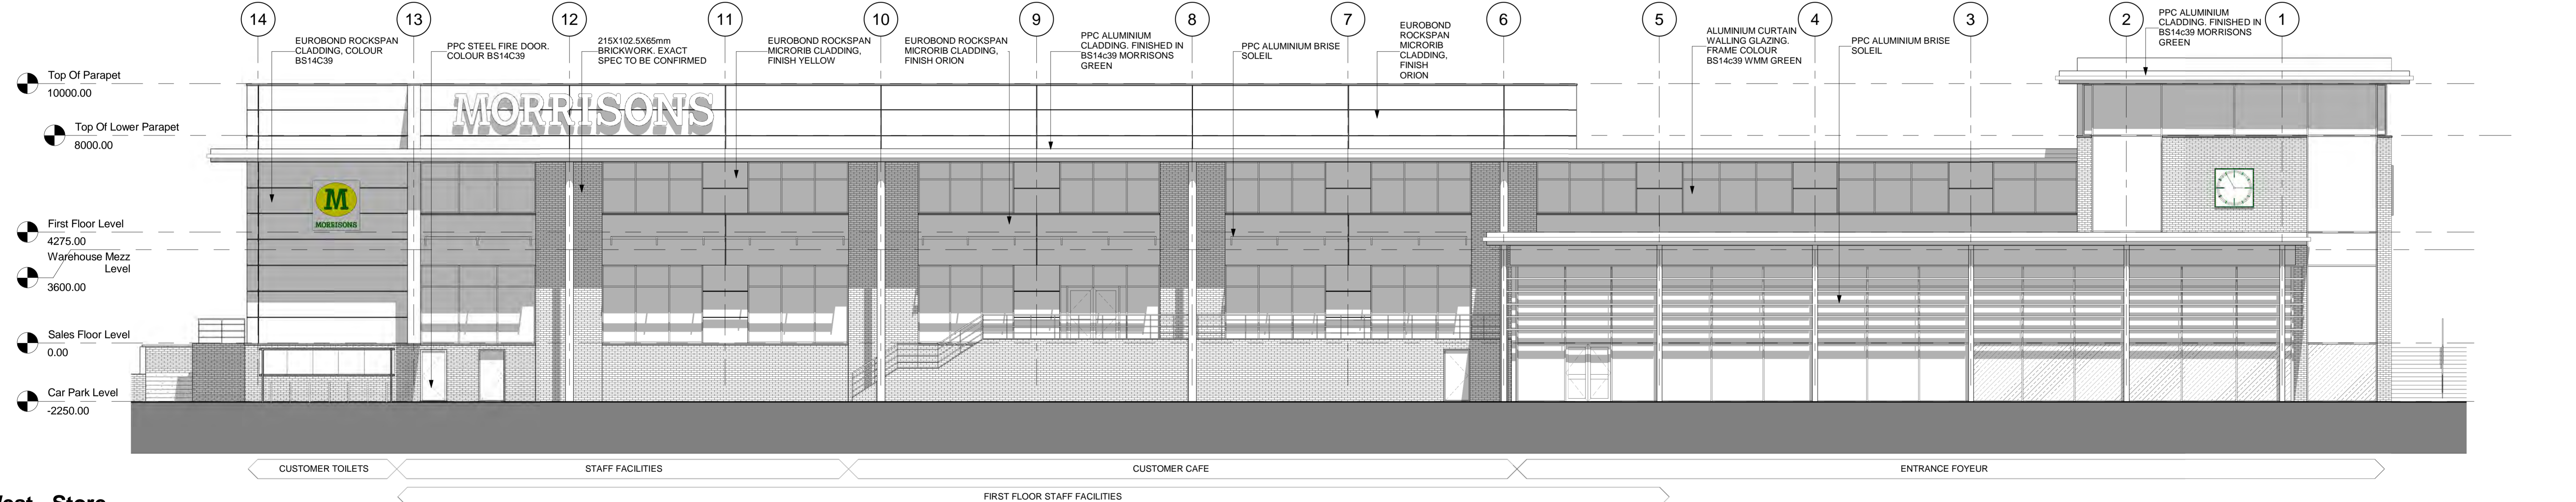 14
13
12
11
10
9
8
7
6
5
4
3
2
1
EUROBOND ROCKSPAN
CLADDING, COLOUR
BS14C39
PPC STEEL FIRE DOOR.
COLOUR BS14C39
215X102.5X65mm
BRICKWORK. EXACT
SPEC TO BE CONFIRMED
EUROBOND ROCKSPAN
MICRORIB CLADDING,
FINISH YELLOW
EUROBOND ROCKSPAN
MICRORIB CLADDING,
FINISH ORION
PPC ALUMINIUM
CLADDING. FINISHED IN
BS14c39 MORRISONS
GREEN
PPC ALUMINIUM BRISE
SOLEIL
EUROBOND
ROCKSPAN
MICRORIB
CLADDING,
FINISH
ORION
ALUMINIUM CURTAIN
WALLING GLAZING.
FRAME COLOUR
BS14c39 WMM GREEN
PPC ALUMINIUM BRISE
SOLEIL
PPC ALUMINIUM
CLADDING. FINISHED IN
BS14c39 MORRISONS
GREEN
Top Of Parapet
10000.00
Top Of Lower Parapet
8000.00
First Floor Level
4275.00
Warehouse Mezz
Level
3600.00
Sales Floor Level
0.00
Car Park Level
-2250.00
MORRISONS
M
MORRISONS
CUSTOMER TOILETS
STAFF FACILITIES
CUSTOMER CAFE
ENTRANCE FOYEUR
FIRST FLOOR STAFF FACILITIES
Store